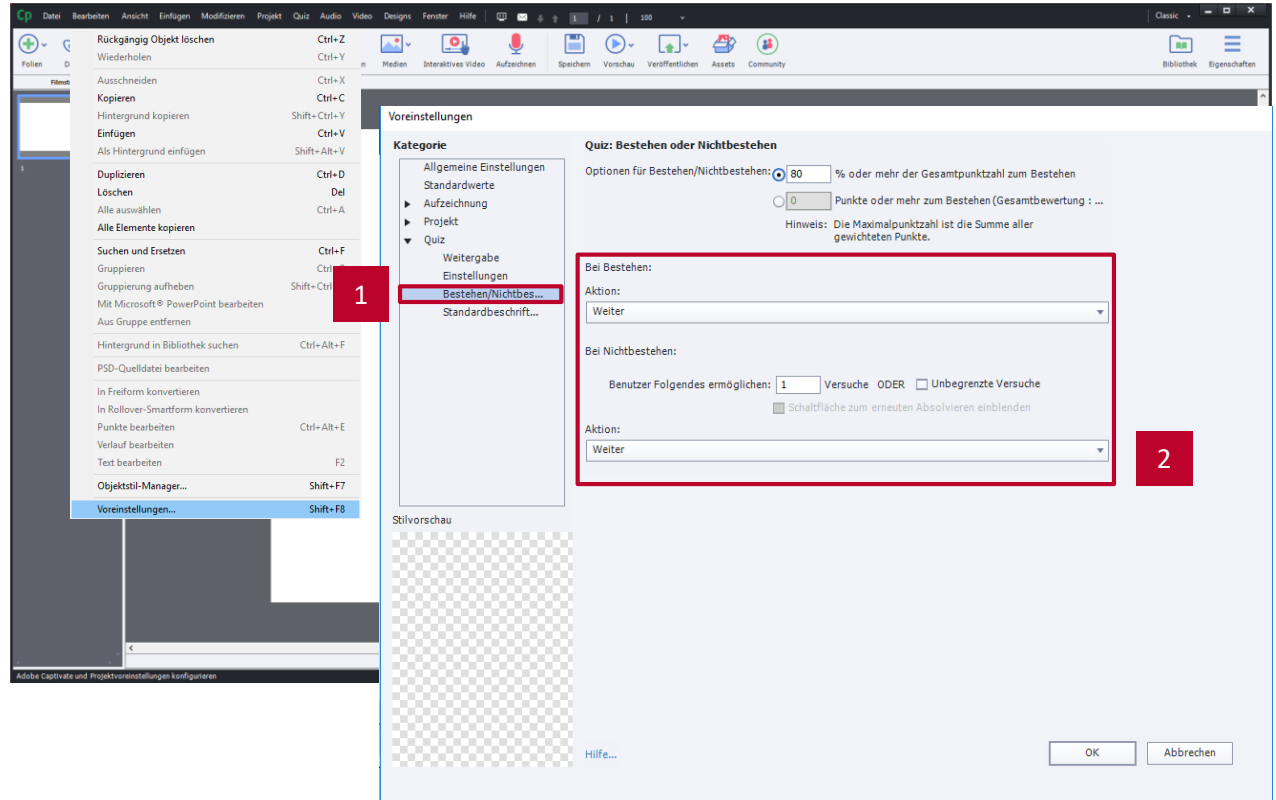 Cp Datei Bearbeiten Ansicht Einfügen Modifizieren Projekt Quiz Audio Video Designs Fenster Hilfe 1 / 1 100 Classic
Folien Medien Interaktives Video Aufzeichnen Speichern Vorschau Veröffentlichen Assets Community Bibliothek Eigenschaften
1
Rückgängig Objekt löschen Ctrl+Z
Wiederholen Ctrl+Y
Ausschneiden Ctrl+X
Kopieren Ctrl+C
Hintergrund kopieren Shift+Ctrl+Y
Einfügen Ctrl+V
Als Hintergrund einfügen Shift+Alt+V
Duplizieren Ctrl+D
Löschen Del
Alle auswählen Ctrl+A
Alle Elemente kopieren
Suchen und Ersetzen Ctrl+F
Gruppieren
Gruppierung aufheben
Mit Microsoft® PowerPoint bearbeiten
Aus Gruppe entfernen
Hintergrund in Bibliothek suchen Ctrl+Alt+F
PSD-Quelldatei bearbeiten
In Freiform konvertieren
In Rollover-Smartform konvertieren
Punkte bearbeiten Ctrl+Alt+E
Verlauf bearbeiten
Text bearbeiten F2
Objektstil-Manager... Shift+F7
Voreinstellungen... Shift+F8
Adobe Captivate und Projektvoreinstellungen konfigurieren
Voreinstellungen
Kategorie
Allgemeine Einstellungen
Standardwerte
Aufzeichnung
Projekt
Quiz
Weitergabe
Einstellungen
Bestehen/Nichtbes...
Standardbeschrift...
1
Stilvorschau
Quiz: Bestehen oder Nichtbestehen
Optionen für Bestehen/Nichtbestehen: 80 % oder mehr der Gesamtpunktzahl zum Bestehen
0 Punkte oder mehr zum Bestehen (Gesamtbewertung : ...
Hinweis: Die Maximalpunktzahl ist die Summe aller
gewichteten Punkte.
Bei Bestehen:
Aktion:
Weiter
Bei Nichtbestehen:
Benutzer Folgendes ermöglichen: 1 Versuche ODER Unbegrenzte Versuche
Schaltfläche zum erneuten Absolvieren einblenden
Aktion:
Weiter
2
Hilfe...
OK Abbrechen